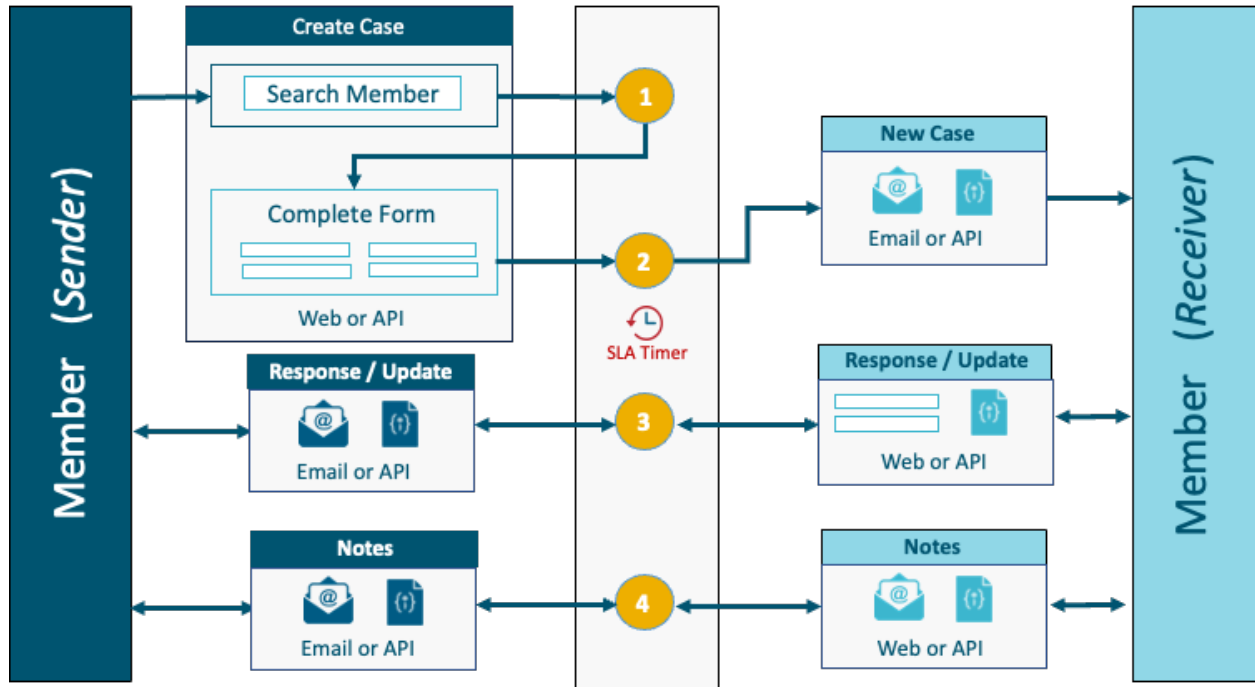 Member (Sender)
Create Case
Search Member
1
Complete Form
2
Web or API
SLA Timer
New Case
@
{↑}
Email or API
Response / Update
@
{↑}
Email or API
3
Response / Update
{↑}
Web or API
Notes
@
{↑}
Email or API
4
Notes
@
{↑}
Web or API
Member (Receiver)